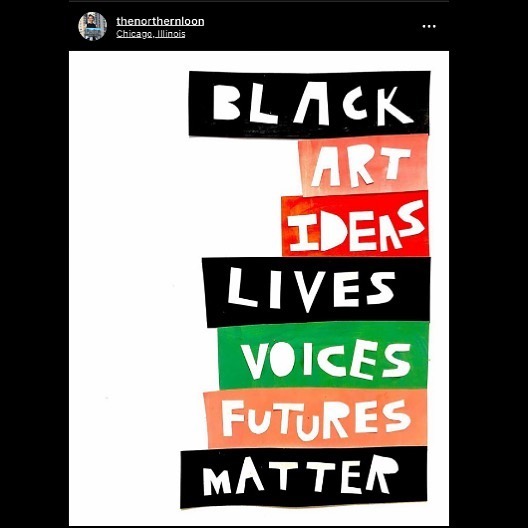 thenorthernloon
Chicago, Illinois
BLACK
ART
IDEAS
LIVES
VOICES
FUTURES
MATTER